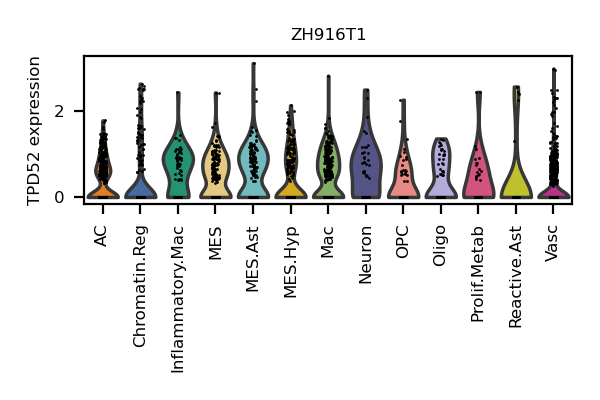 ZH916T1
TPD52 expression
2
0
AC
Chromatin.Reg
Inflammatory.Mac
MES
MES.Ast
MES.Hyp
Mac
Neuron
OPC
Oligo
Prolif.Metab
Reactive.Ast
Vasc